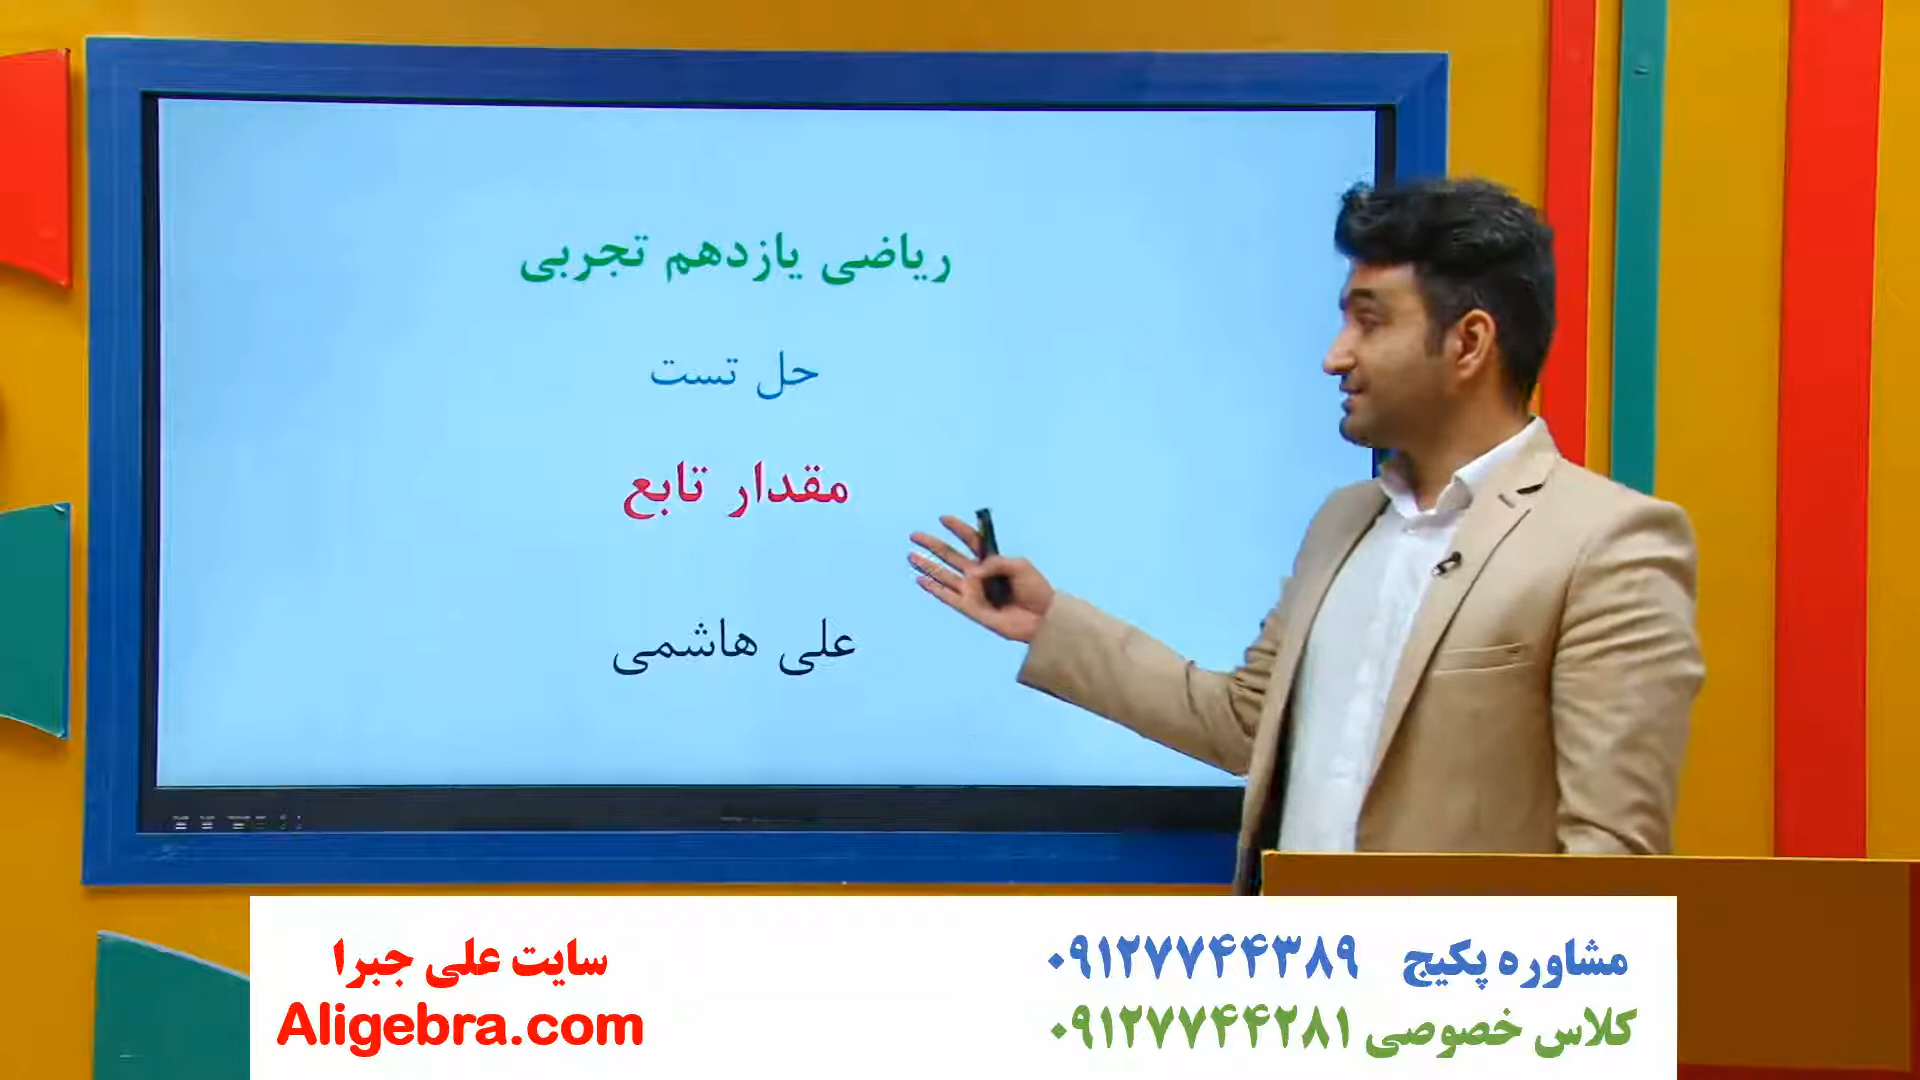 ریاضی یازدهم تجربی
حل تست
مقدار تابع
علی هاشمی
مشاوره پکیج ۰۹۱۲۷۷۴۴۳۸۹
کلاس خصوصی ۰۹۱۲۷۷۴۴۲۸۱
سایت علی جبرا
Aligebra.com